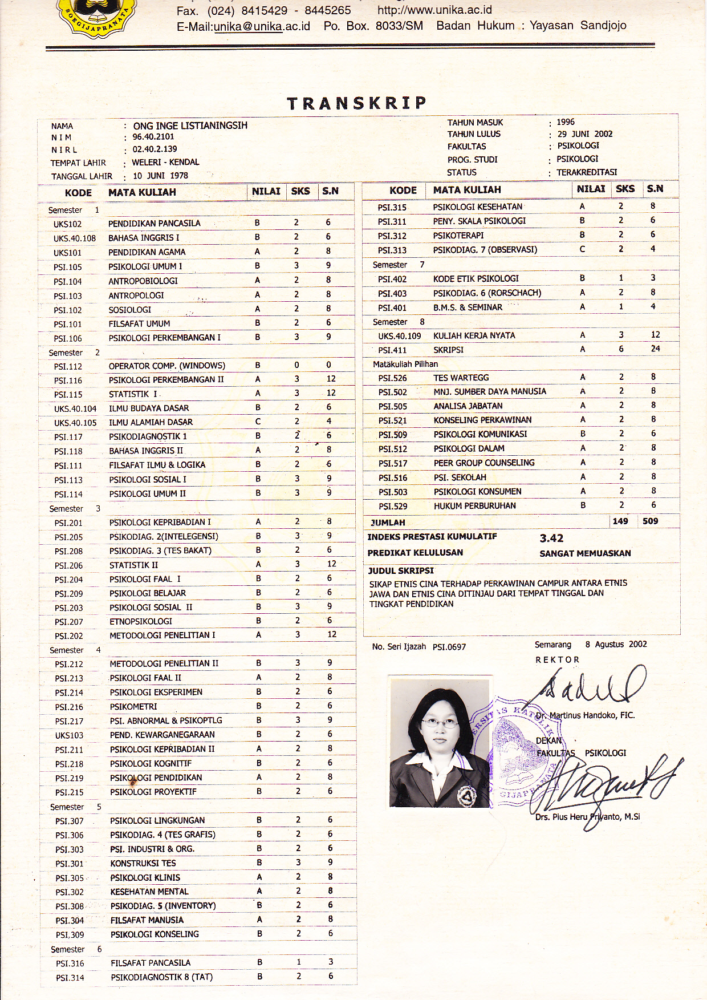 SOEGIJAPRANATA
Fax. (024) 8415429 - 8445265 http://www.unika.ac.id
E-Mail:unika@unika.ac.id Po. Box. 8033/SM Badan Hukum : Yayasan Sandjojo
TRANSKRIP
NAMA : ONG INGE LISTIANINGSIH
N I M : 96.40.2101
N I R L : 02.40.2.139
TEMPAT LAHIR : WELERI - KENDAL
TANGGAL LAHIR : 10 JUNI 1978
TAHUN MASUK : 1996
TAHUN LULUS : 29 JUNI 2002
FAKULTAS : PSIKOLOGI
PROG. STUDI : PSIKOLOGI
STATUS : TERAKREDITASI
KODE MATA KULIAH NILAI SKS S.N
Semester 1
UKS102 PENDIDIKAN PANCASILA B 2 6
UKS.40.108 BAHASA INGGRIS I B 2 6
UKS101 PENDIDIKAN AGAMA A 2 8
PSI.105 PSIKOLOGI UMUM I B 3 9
PSI.104 ANTROPOBIOLOGI A 2 8
PSI.103 ANTROPOLOGI A 2 8
PSI.102 SOSIOLOGI A 2 8
PSI.101 FILSAFAT UMUM B 2 6
PSI.106 PSIKOLOGI PERKEMBANGAN I B 3 9
Semester 2
PSI.112 OPERATOR COMP. (WINDOWS) B 0 0
PSI.116 PSIKOLOGI PERKEMBANGAN II A 3 12
PSI.115 STATISTIK I A 3 12
UKS.40.104 ILMU BUDAYA DASAR B 2 6
UKS.40.105 ILMU ALAMIAH DASAR C 2 4
PSI.117 PSIKODIAGNOSTIK 1 B 2 6
PSI.118 BAHASA INGGRIS II A 2 8
PSI.111 FILSAFAT ILMU & LOGIKA B 2 6
PSI.113 PSIKOLOGI SOSIAL I B 3 9
PSI.114 PSIKOLOGI UMUM II B 3 9
Semester 3
PSI.201 PSIKOLOGI KEPRIBADIAN I A 2 8
PSI.205 PSIKODIAG. 2(INTELEGENSI) B 3 9
PSI.208 PSIKODIAG. 3 (TES BAKAT) B 2 6
PSI.206 STATISTIK II A 3 12
PSI.204 PSIKOLOGI FAAL I B 2 6
PSI.209 PSIKOLOGI BELAJAR B 2 6
PSI.203 PSIKOLOGI SOSIAL II B 3 9
PSI.207 ETNOPSIKOLOGI B 2 6
PSI.202 METODOLOGI PENELITIAN I A 3 12
Semester 4
PSI.212 METODOLOGI PENELITIAN II B 3 9
PSI.213 PSIKOLOGI FAAL II A 2 8
PSI.214 PSIKOLOGI EKSPERIMEN B 2 6
PSI.216 PSIKOMETRI B 2 6
PSI.217 PSI. ABNORMAL & PSIKOPTLG B 3 9
UKS103 PEND. KEWARGANEGARAAN B 2 6
PSI.211 PSIKOLOGI KEPRIBADIAN II A 2 8
PSI.218 PSIKOLOGI KOGNITIF B 2 6
PSI.219 PSIKOLOGI PENDIDIKAN A 2 8
PSI.215 PSIKOLOGI PROYEKTIF B 2 6
Semester 5
PSI.307 PSIKOLOGI LINGKUNGAN B 2 6
PSI.306 PSIKODIAG. 4 (TES GRAFIS) B 2 6
PSI.303 PSI. INDUSTRI & ORG. B 2 6
PSI.301 KONSTRUKSI TES B 3 9
PSI.305 PSIKOLOGI KLINIS A 2 8
PSI.302 KESEHATAN MENTAL A 2 8
PSI.308 PSIKODIAG. 5 (INVENTORY) B 2 6
PSI.304 FILSAFAT MANUSIA A 2 8
PSI.309 PSIKOLOGI KONSELING B 2 6
Semester 6
PSI.316 FILSAFAT PANCASILA B 1 3
PSI.314 PSIKODIAGNOSTIK 8 (TAT) B 2 6
KODE MATA KULIAH NILAI SKS S.N
PSI.315 PSIKOLOGI KESEHATAN A 2 8
PSI.311 PENY. SKALA PSIKOLOGI B 2 6
PSI.312 PSIKOTERAPI B 2 6
PSI.313 PSIKODIAG. 7 (OBSERVASI) C 2 4
Semester 7
PSI.402 KODE ETIK PSIKOLOGI B 1 3
PSI.403 PSIKODIAG. 6 (RORSCHACH) A 2 8
PSI.401 B.M.S. & SEMINAR A 1 4
Semester 8
UKS.40.109 KULIAH KERJA NYATA A 3 12
PSI.411 SKRIPSI A 6 24
Matakuliah Pilihan
PSI.526 TES WARTEGG A 2 8
PSI.502 MNJ. SUMBER DAYA MANUSIA A 2 8
PSI.505 ANALISA JABATAN A 2 8
PSI.521 KONSELING PERKAWINAN A 2 8
PSI.509 PSIKOLOGI KOMUNIKASI B 2 6
PSI.512 PSIKOLOGI DALAM A 2 8
PSI.517 PEER GROUP COUNSELING A 2 8
PSI.516 PSI. SEKOLAH A 2 8
PSI.503 PSIKOLOGI KONSUMEN A 2 8
PSI.529 HUKUM PERBURUHAN B 2 6
JUMLAH 149 509
INDEKS PRESTASI KUMULATIF 3.42
PREDIKAT KELULUSAN SANGAT MEMUASKAN
JUDUL SKRIPSI
SIKAP ETNIS CINA TERHADAP PERKAWINAN CAMPUR ANTARA ETNIS
JAWA DAN ETNIS CINA DITINJAU DARI TEMPAT TINGGAL DAN
TINGKAT PENDIDIKAN
No. Seri Ijazah PSI.0697
Semarang 8 Agustus 2002
R E K T O R
Dr. Martinus Handoko, FIC.
DEKAN
FAKULTAS PSIKOLOGI
Drs. Pius Heru Priyanto, M.Si